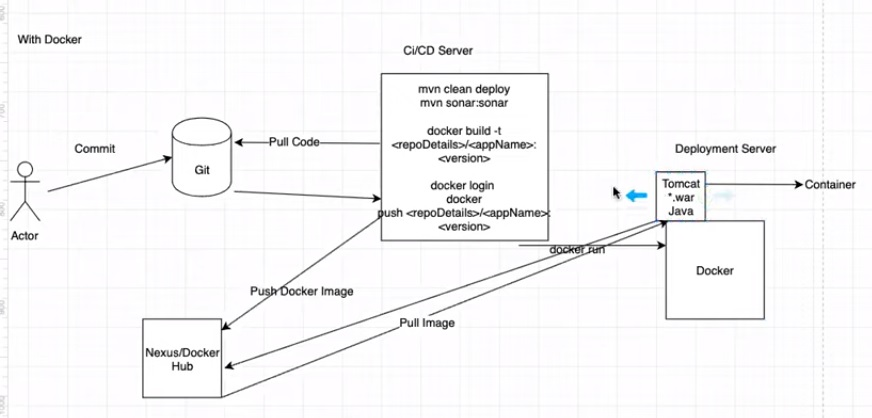 With Docker
Ci/CD Server
mvn clean deploy
mvn sonar:sonar
docker build -t
<repoDetails>/<appName>:
<version>
docker login
docker
push <repoDetails>/<appName>:
<version>
Commit
Pull Code
Git
Actor
Deployment Server
Tomcat
*.war
Java
Container
docker run
Docker
Push Docker Image
Pull Image
Nexus/Docker
Hub